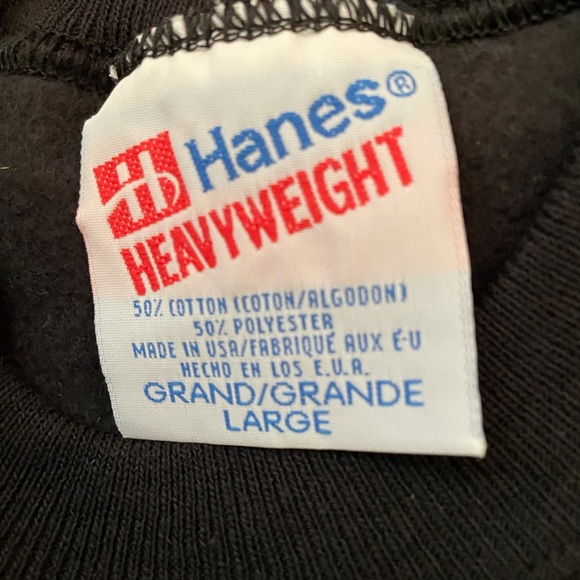 Hanes®
HEAVYWEIGHT
50% COTTON (COTON/ALGODON)
50% POLYESTER
MADE IN USA/FABRIQUÉ AUX É-U
HECHO EN LOS E.U.A.
GRAND/GRANDE
LARGE